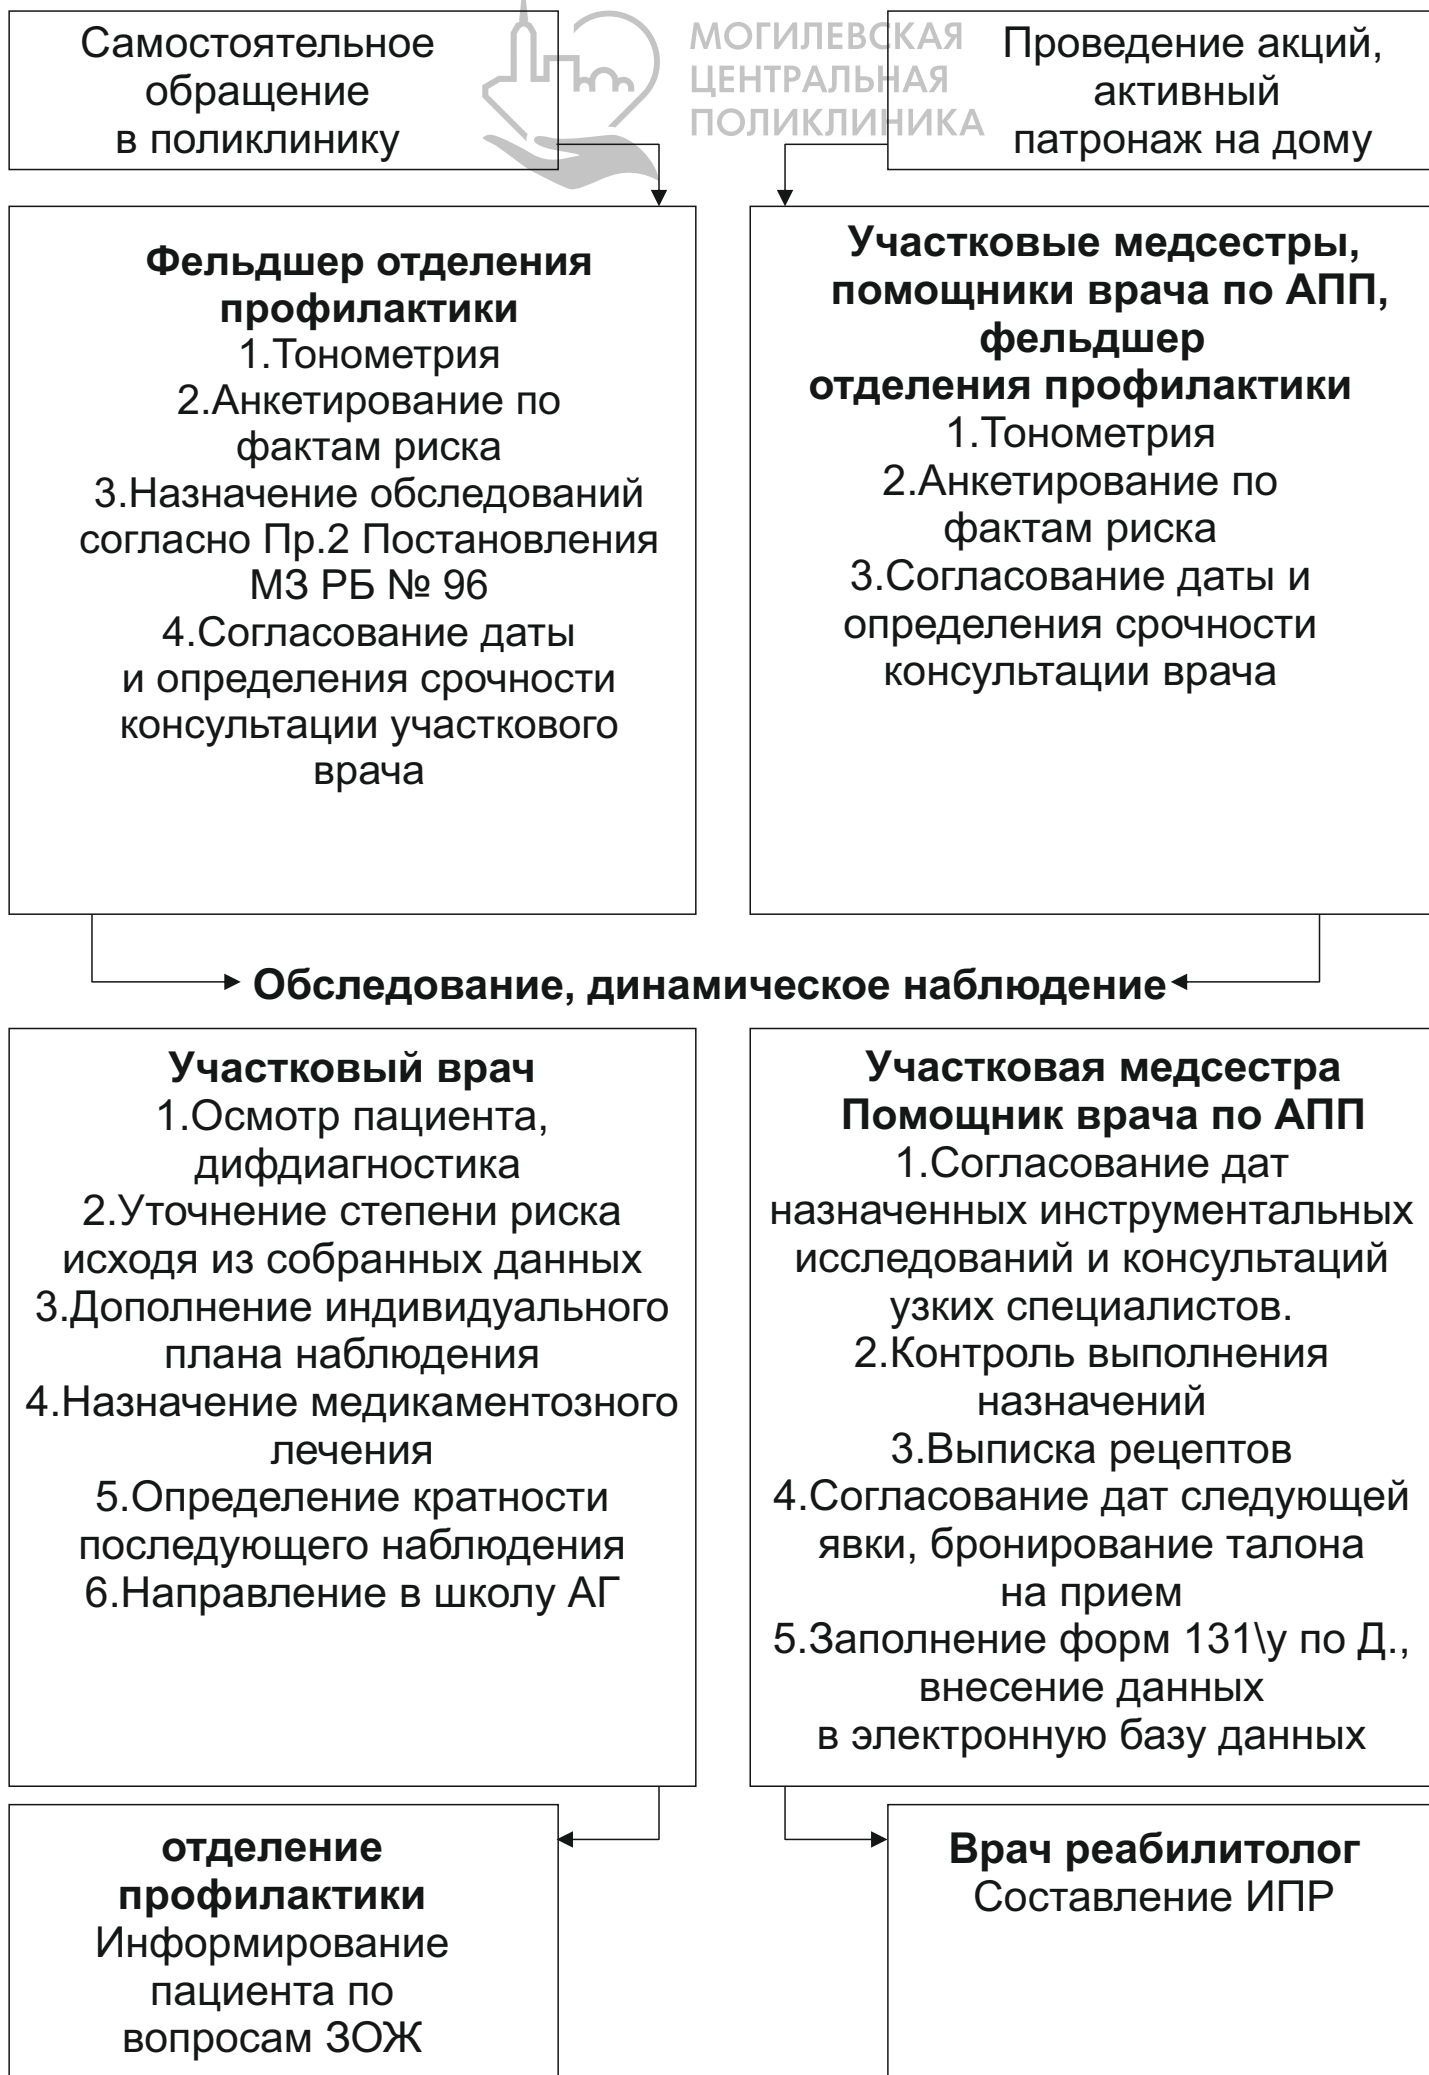 Самостоятельное
обращение
в поликлинику
МОГИЛЕВСКАЯ
ЦЕНТРАЛЬНАЯ
ПОЛИКЛИНИКА
Проведение акций,
активный
патронаж на дому
Фельдшер отделения
профилактики
1.Тонометрия
2.Анкетирование по
фактам риска
3.Назначение обследований
согласно Пр.2 Постановления
МЗ РБ № 96
4.Согласование даты
и определения срочности
консультации участкового
врача
Участковые медсестры,
помощники врача по АПП,
фельдшер
отделения профилактики
1.Тонометрия
2.Анкетирование по
фактам риска
3.Согласование даты и
определения срочности
консультации врача
Обследование, динамическое наблюдение
Участковый врач
1.Осмотр пациента,
дифдиагностика
2.Уточнение степени риска
исходя из собранных данных
3.Дополнение индивидуального
плана наблюдения
4.Назначение медикаментозного
лечения
5.Определение кратности
последующего наблюдения
6.Направление в школу АГ
Участковая медсестра
Помощник врача по АПП
1.Согласование дат
назначенных инструментальных
исследований и консультаций
узких специалистов.
2.Контроль выполнения
назначений
3.Выписка рецептов
4.Согласование дат следующей
явки, бронирование талона
на прием
5.Заполнение форм 131\у по Д.,
внесение данных
в электронную базу данных
отделение
профилактики
Информирование
пациента по
вопросам ЗОЖ
Врач реабилитолог
Составление ИПР